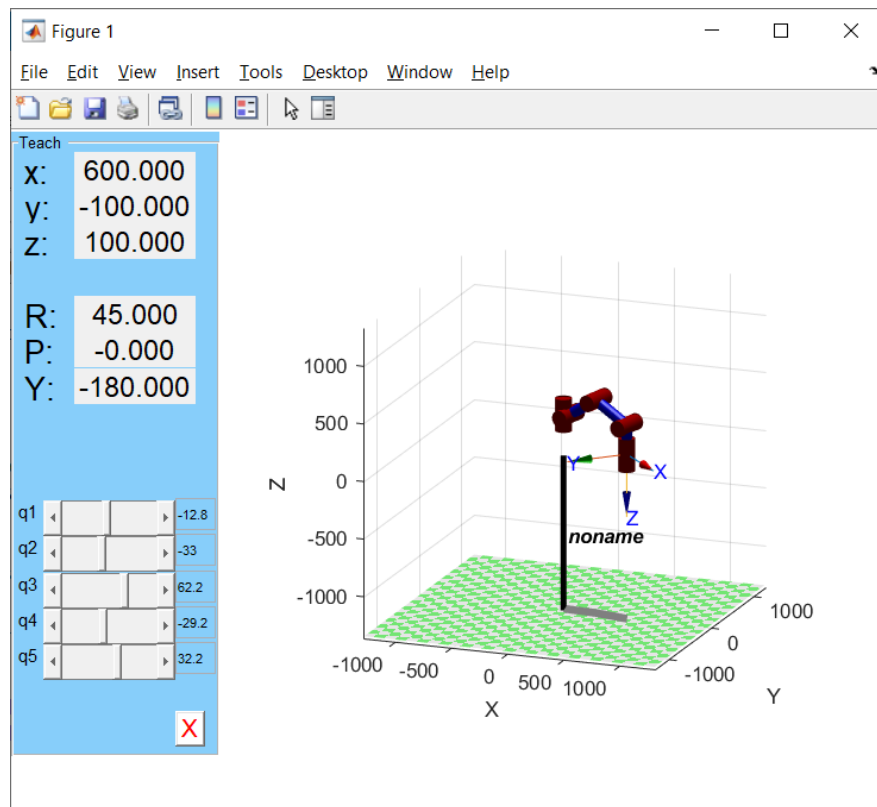 Figure 1
File Edit View Insert Tools Desktop Window Help
Teach
x: 600.000
y: -100.000
z: 100.000
R: 45.000
P: -0.000
Y: -180.000
q1 -12.8
q2 -33
q3 62.2
q4 -29.2
q5 32.2
X
1000
500
0
-500
-1000
Z
Y
X
Z
noname
-1000
-500
0
500
1000
X
-1000
0
1000
Y